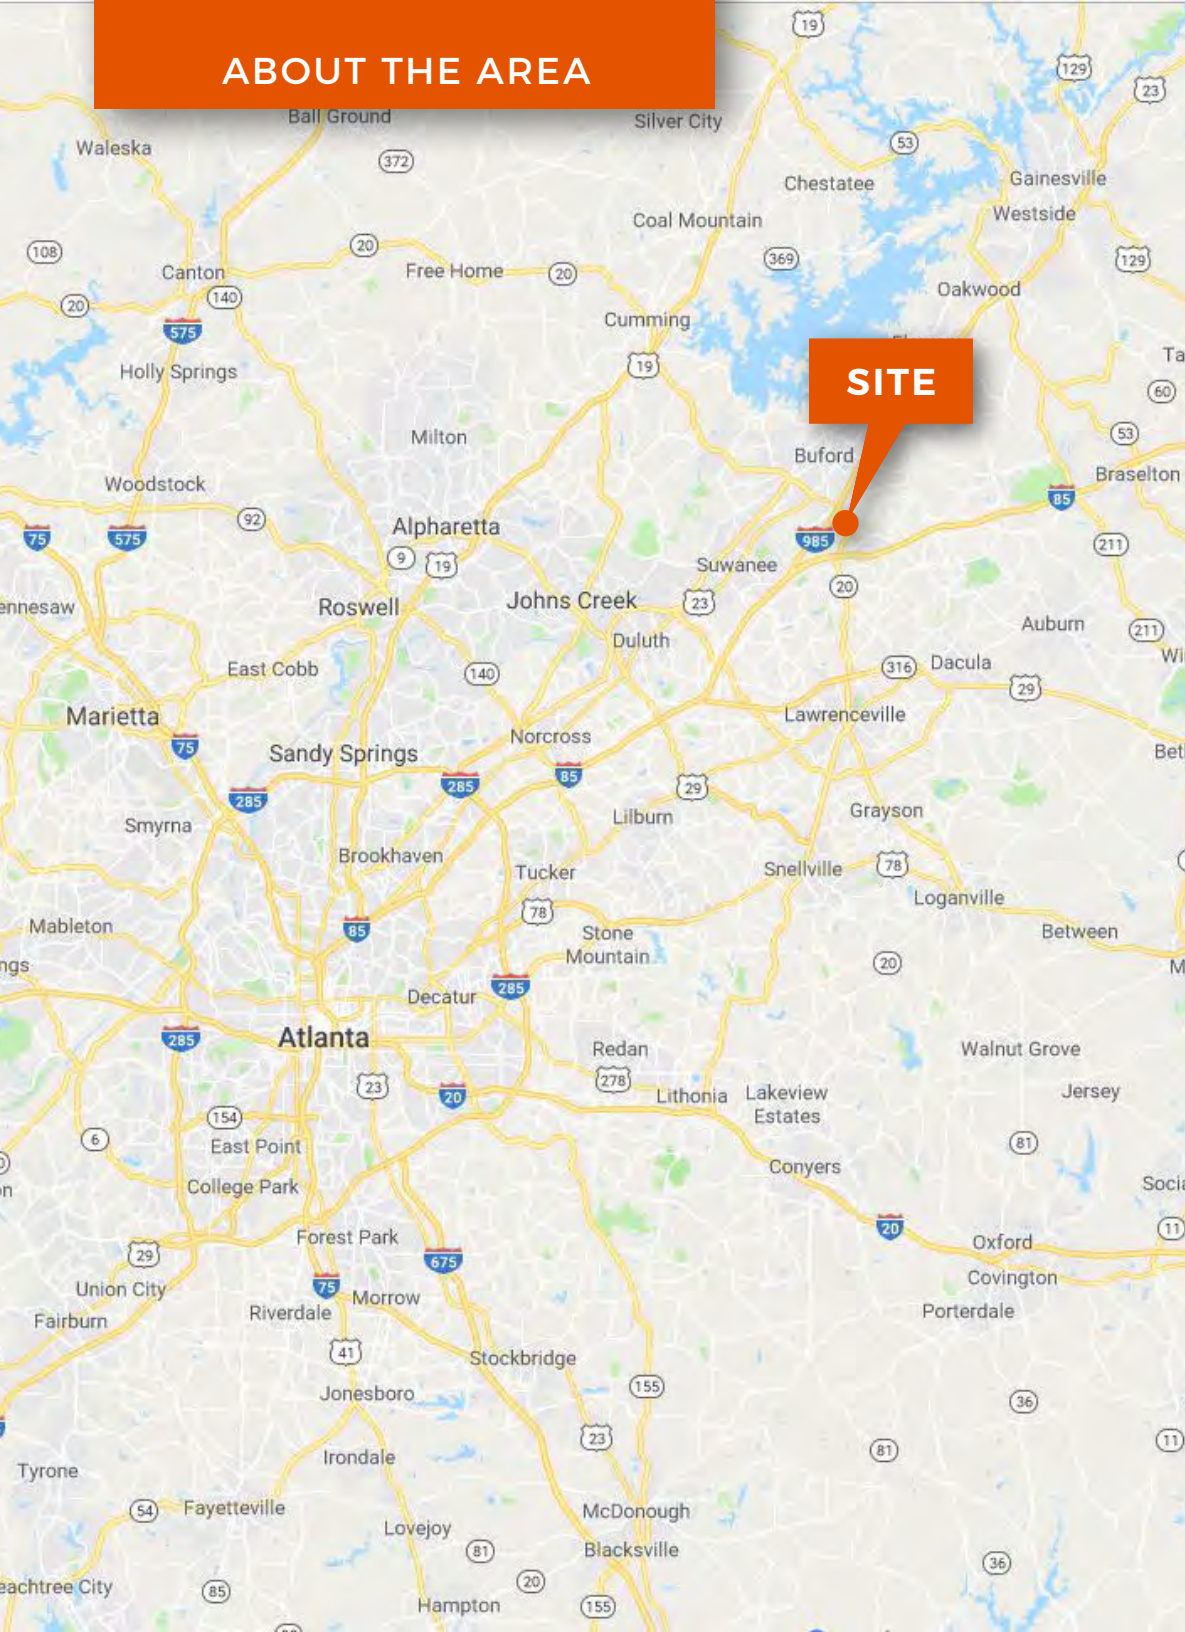 ABOUT THE AREA
19
129
23
Ball Ground
Silver City
Waleska
53
372
Chestatee
Gainesville
Westside
Coal Mountain
108
20
369
129
Canton
Free Home
20
Oakwood
140
20
575
Cumming
19
Holly Springs
SITE
60
Milton
53
Buford
Braselton
Woodstock
85
92
Alpharetta
75
575
985
211
9
19
Suwanee
20
Roswell
Johns Creek
23
Auburn
211
Duluth
East Cobb
140
316
Dacula
29
Marietta
Lawrenceville
75
Sandy Springs
Norcross
285
85
29
285
Lilburn
Grayson
Smyrna
Brookhaven
Tucker
Snellville
78
Loganville
78
Mableton
85
Stone
Mountain
Between
20
285
Decatur
Atlanta
285
Redan
Walnut Grove
278
23
20
Lithonia
Lakeview
Estates
Jersey
154
6
East Point
81
College Park
Conyers
20
11
Forest Park
29
675
Oxford
Union City
75
Morrow
Covington
Fairburn
Riverdale
Porterdale
41
Stockbridge
Jonesboro
155
36
23
81
11
Irondale
Tyrone
54
Fayetteville
McDonough
Lovejoy
81
Blacksville
36
20
85
Hampton
155